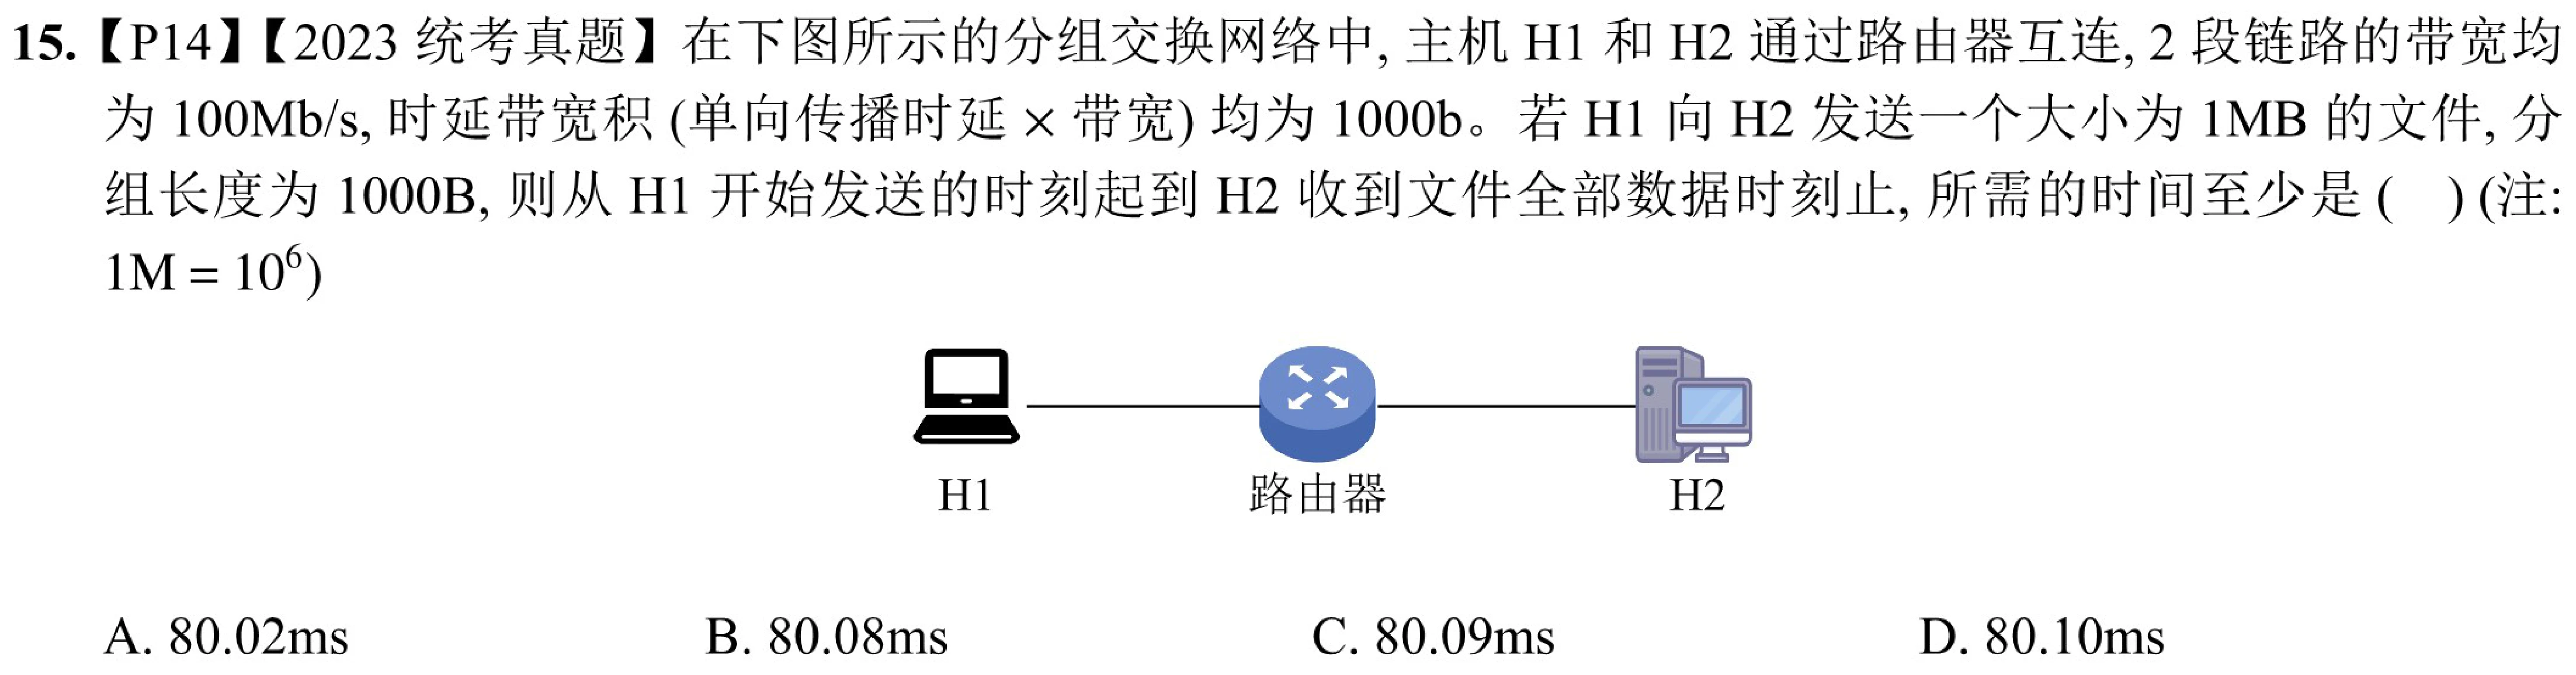 15.【P14】【2023 统考真题】在下图所示的分组交换网络中, 主机 H1 和 H2 通过路由器互连, 2 段链路的带宽均
为 100Mb/s, 时延带宽积 (单向传播时延 × 带宽) 均为 1000b。若 H1 向 H2 发送一个大小为 1MB 的文件, 分
组长度为 1000B, 则从 H1 开始发送的时刻起到 H2 收到文件全部数据时刻止, 所需的时间至少是 (   ) (注:
1M = 10⁶)
H1 路由器 H2
A. 80.02ms B. 80.08ms C. 80.09ms D. 80.10ms